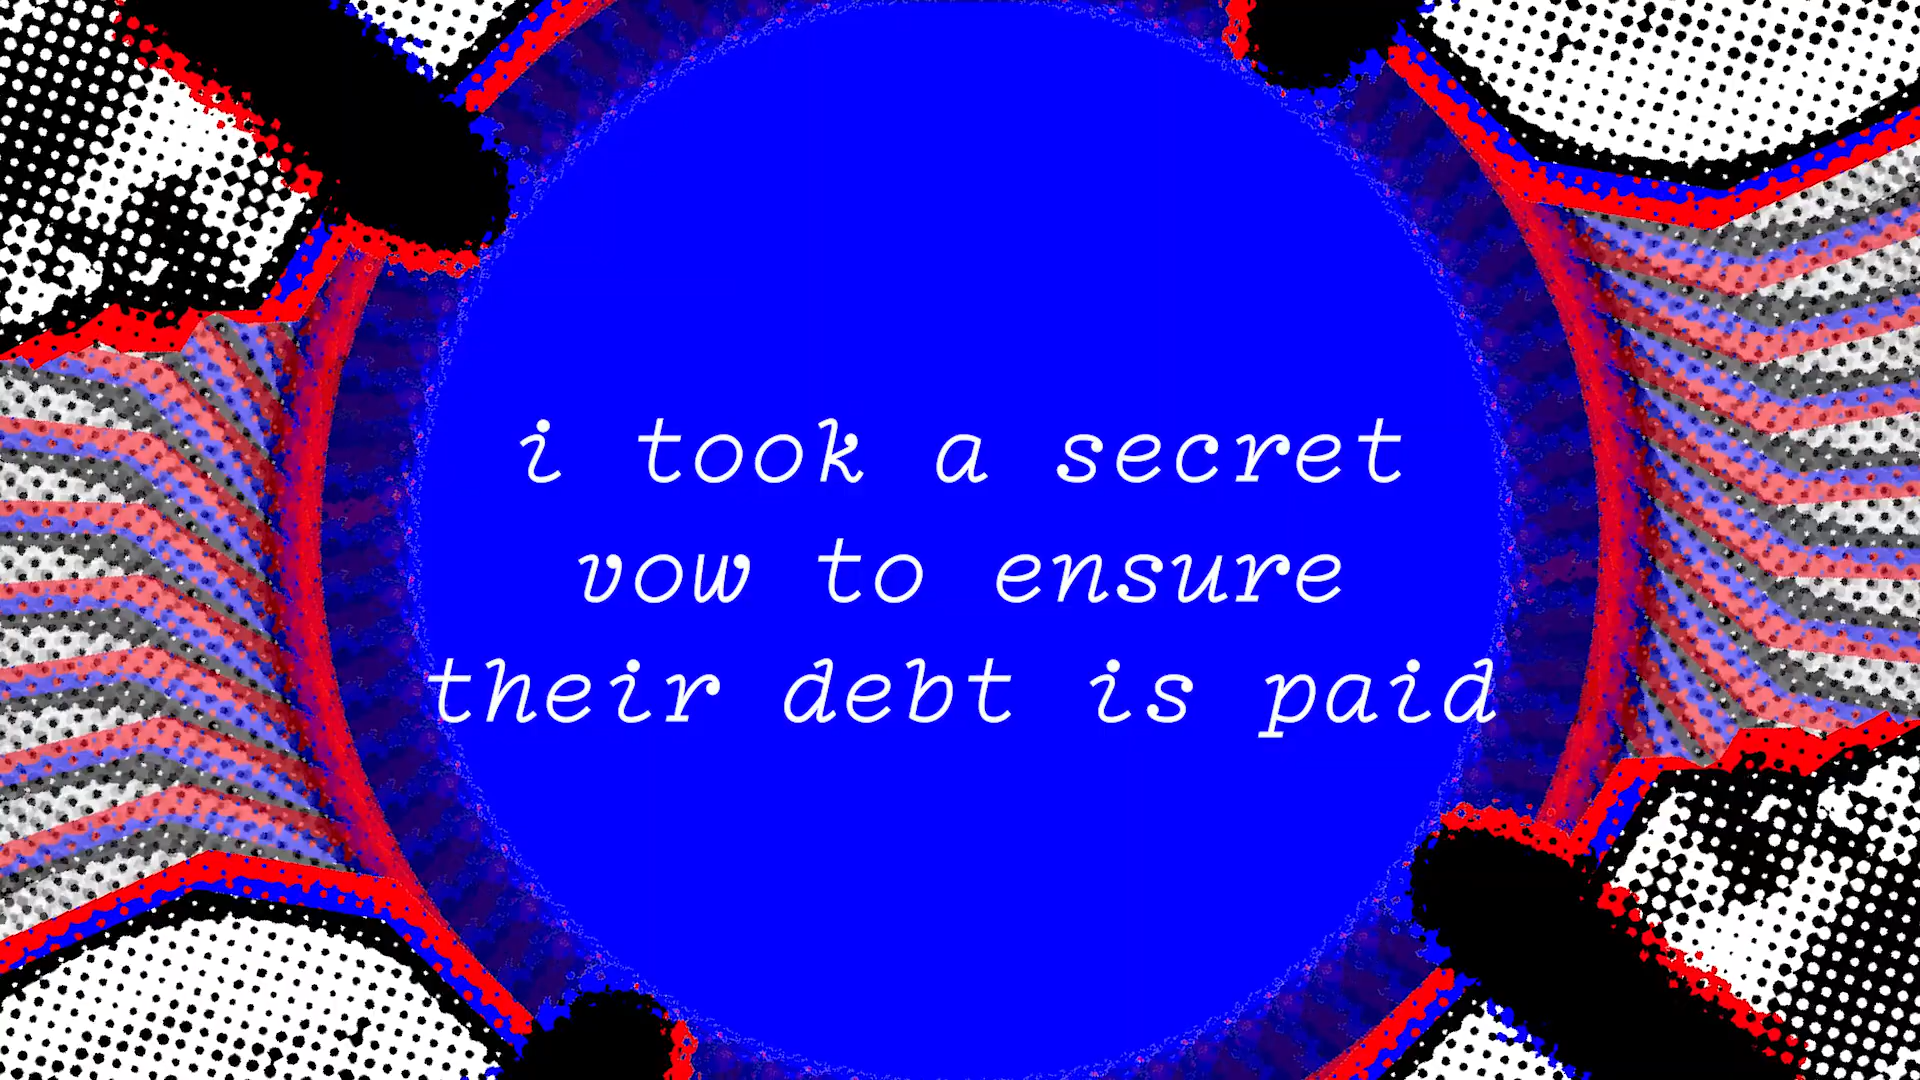 i took a secret
vow to ensure
their debt is paid